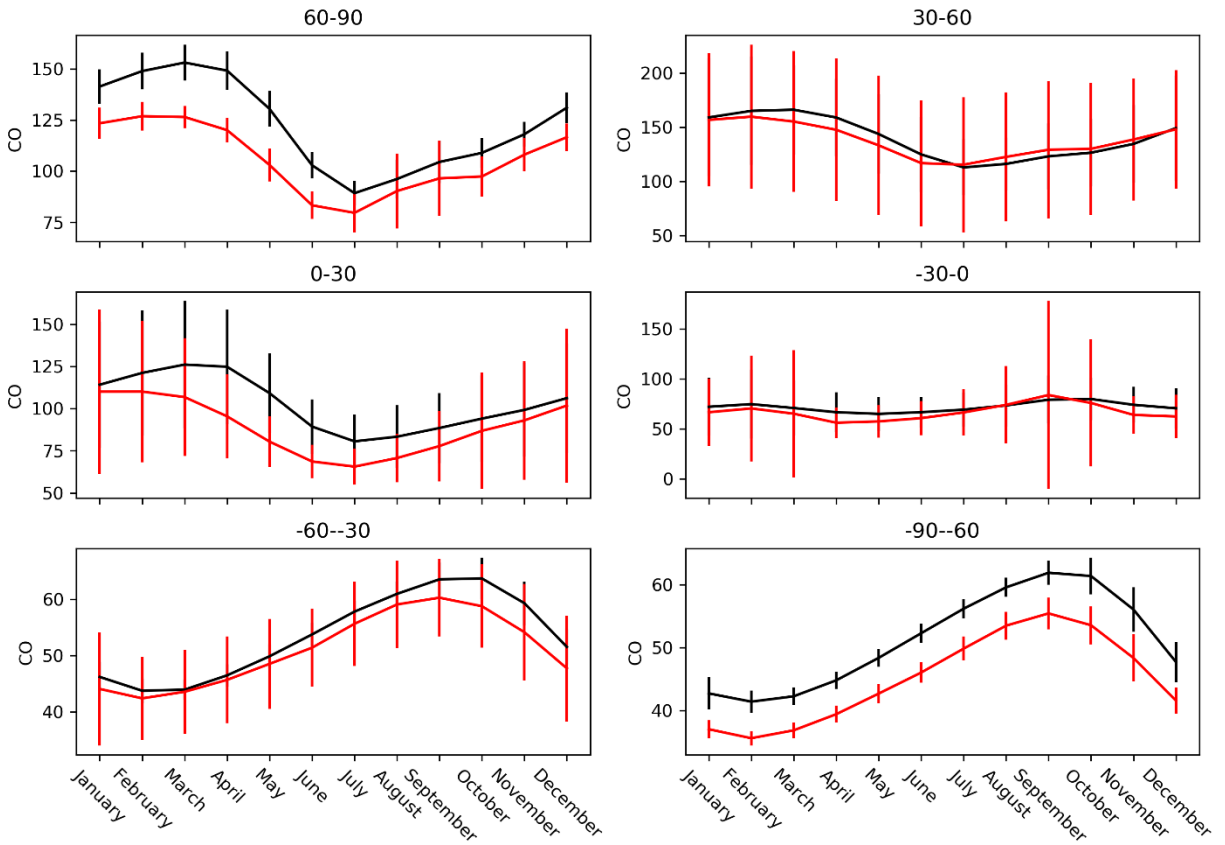 60-90
30-60
CO
150
125
100
75
CO
200
150
100
50
0-30
-30-0
CO
150
125
100
75
50
CO
150
100
50
0
-60--30
-90--60
CO
60
50
40
CO
60
50
40
January
February
March
April
May
June
July
August
September
October
November
December
January
February
March
April
May
June
July
August
September
October
November
December